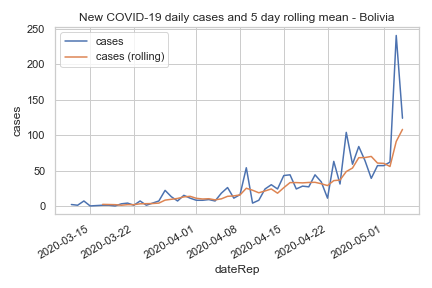 New COVID-19 daily cases and 5 day rolling mean - Bolivia
250
200
150
100
50
0
cases
cases
cases (rolling)
2020-03-15
2020-03-22
2020-04-01
2020-04-08
2020-04-15
2020-04-22
2020-05-01
dateRep